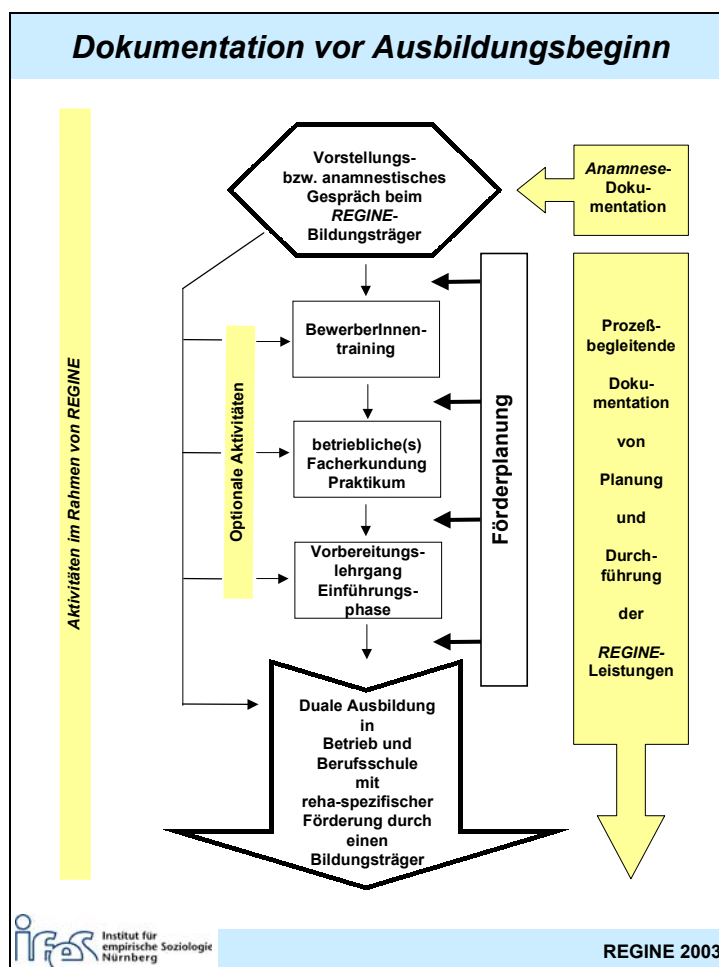 Dokumentation vor Ausbildungsbeginn
Aktivitäten im Rahmen von REGINE
Vorstellungs-
bzw. anamnestisches
Gespräch beim
REGINE-
Bildungsträger
Anamnese-
Doku-
mentation
Optionale Aktivitäten
BewerberInnen-
training
betriebliche(s)
Facherkundung
Praktikum
Vorbereitungs-
lehrgang
Einführungs-
phase
Förderplanung
Prozeß-
begleitende
Doku-
mentation
von
Planung
und
Durch-
führung
der
REGINE-
Leistungen
Duale Ausbildung
in
Betrieb und
Berufsschule
mit
reha-spezifischer
Förderung durch
einen
Bildungsträger
ifes
Institut für
empirische Soziologie
Nürnberg
REGINE 2003